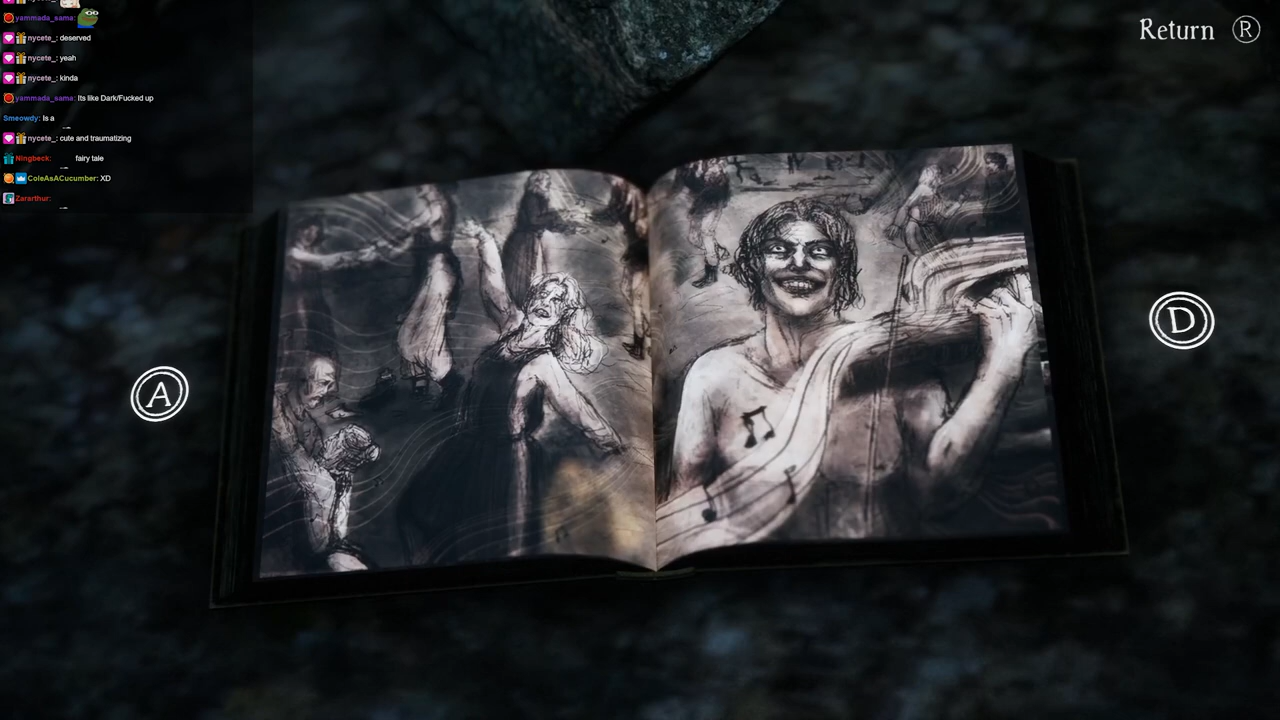 yammada_sama:
nycete_: deserved
nycete_: yeah
nycete_: kinda
yammada_sama: Its like Dark/Fucked up
Smeowdy: Is a
nycete_: cute and traumatizing
Ningbeck: fairy tale
ColeAsACucumber: XD
Zararthur:
Return R
A
D